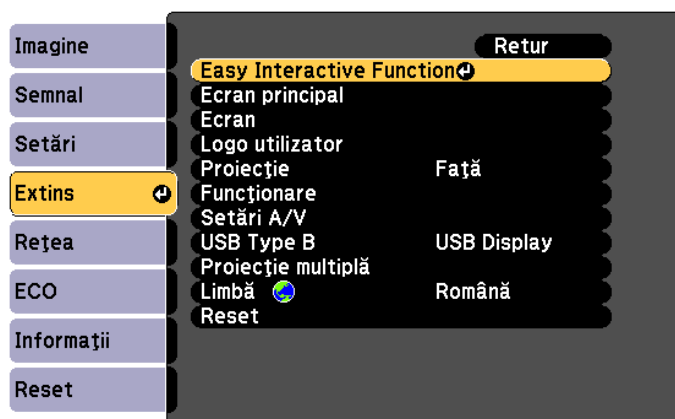 Imagine
Semnal
Setări
Extins
Reţea
ECO
Informaţii
Reset
Retur
Easy Interactive Function
Ecran principal
Ecran
Logo utilizator
Proiecţie Faţă
Funcţionare
Setări A/V
USB Type B USB Display
Proiecţie multiplă
Limbă Română
Reset